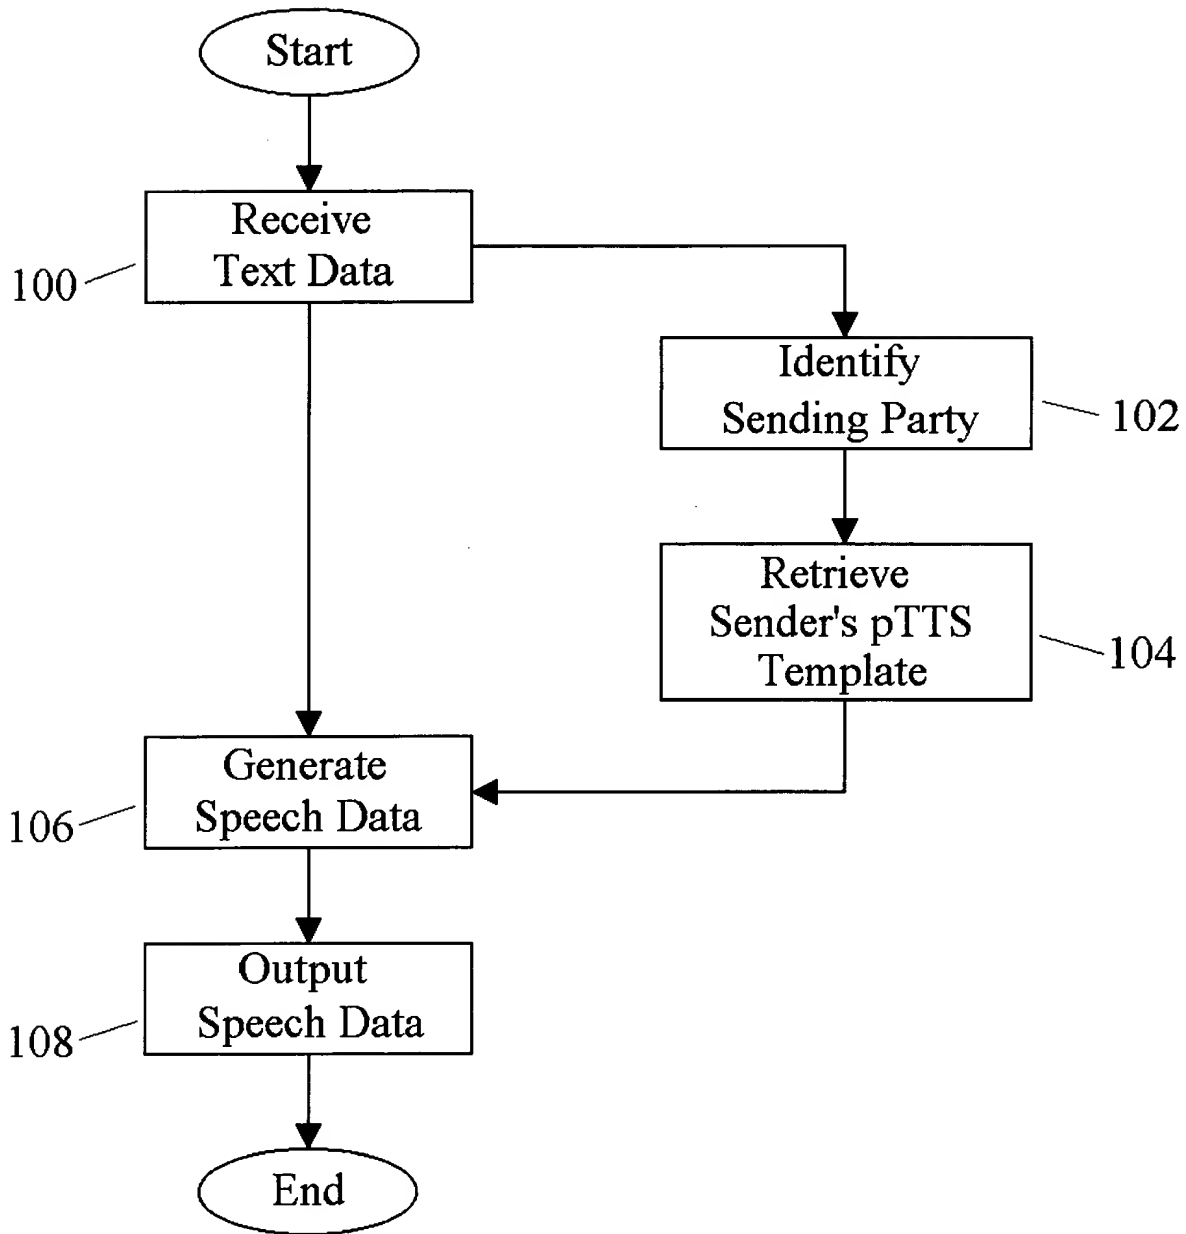 Start
Receive
Text Data
100
Identify
Sending Party
102
Retrieve
Sender's pTTS
Template
104
Generate
Speech Data
106
Output
Speech Data
108
End